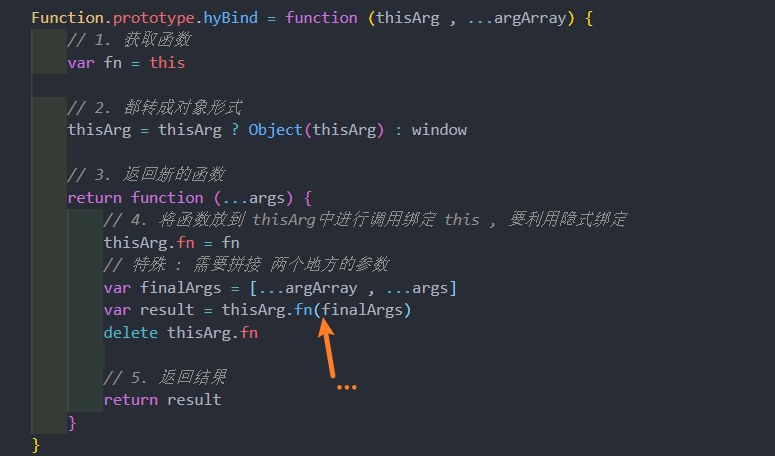 Function.prototype.hyBind = function (thisArg , ...argArray) {
// 1. 获取函数
var fn = this
// 2. 都转成对象形式
thisArg = thisArg ? Object(thisArg) : window
// 3. 返回新的函数
return function (...args) {
// 4. 将函数放到 thisArg中进行调用绑定 this , 要利用隐式绑定
thisArg.fn = fn
// 特殊 : 需要拼接 两个地方的参数
var finalArgs = [...argArray , ...args]
var result = thisArg.fn(finalArgs)
delete thisArg.fn
...
// 5. 返回结果
return result
}
}